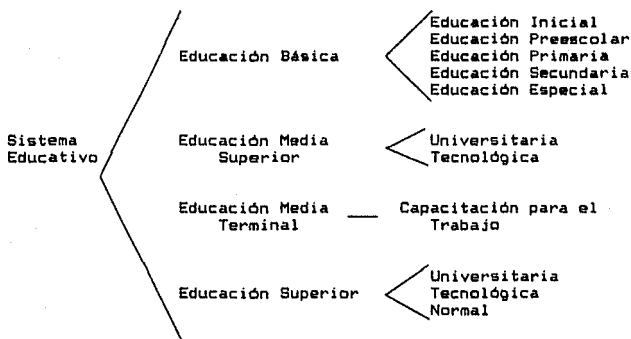 Sistema
Educativo
Educación Básica
Educación Inicial
Educación Preescolar
Educación Primaria
Educación Secundaria
Educación Especial
Educación Media
Superior
Universitaria
Tecnológica
Educación Media
Terminal
Capacitación para el
Trabajo
Educación Superior
Universitaria
Tecnológica
Normal